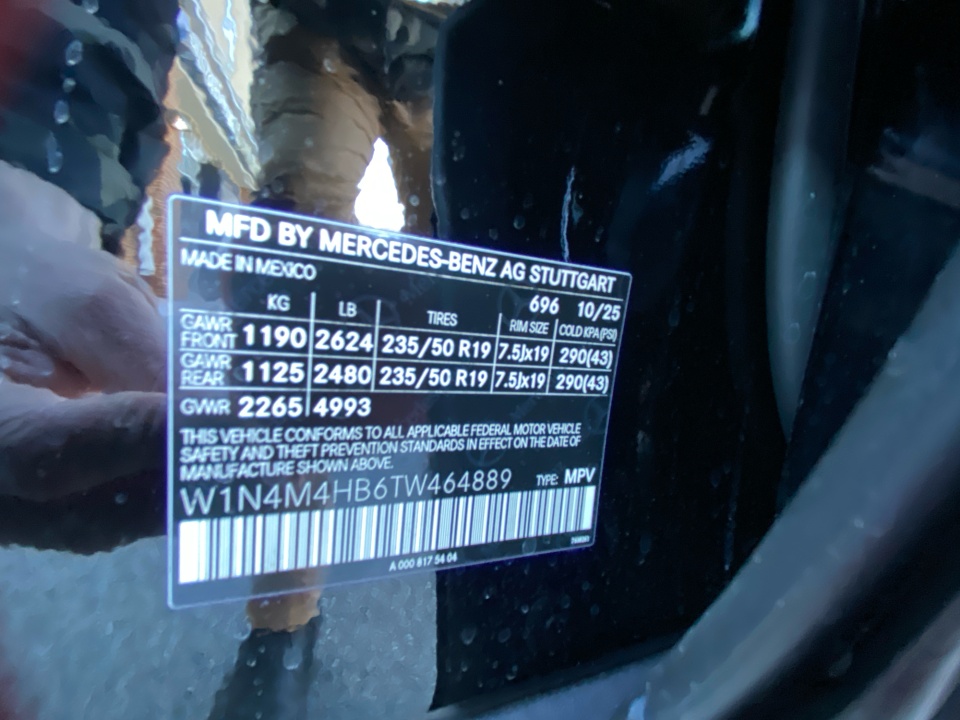 MFD BY MERCEDES-BENZ AG STUTTGART
MADE IN MEXICO 696 10/25
KG LB TIRES RIM SIZE COLD KPA(PSI)
GAWR FRONT 1190 2624 235/50 R19 7.5Jx19 290(43)
GAWR REAR 1125 2480 235/50 R19 7.5Jx19 290(43)
GVWR 2265 4993
THIS VEHICLE CONFORMS TO ALL APPLICABLE FEDERAL MOTOR VEHICLE
SAFETY AND THEFT PREVENTION STANDARDS IN EFFECT ON THE DATE OF
MANUFACTURE SHOWN ABOVE.
W1N4M4HB6TW464889 TYPE: MPV
A 000 817 54 04